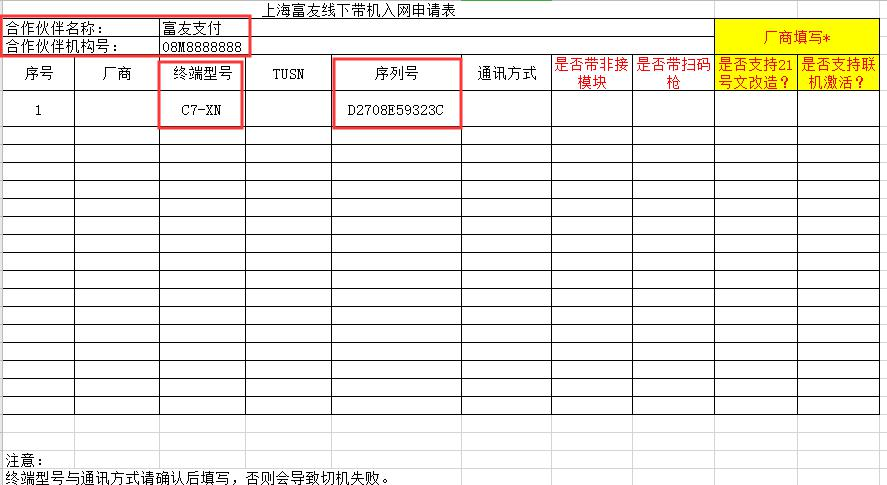 上海富友线下带机入网申请表
合作伙伴名称： 富友支付
合作伙伴机构号： 08M8888888
厂商填写*
序号 厂商 终端型号 TUSN 序列号 通讯方式 是否带非接模块 是否带扫码枪 是否支持21号文改造？ 是否支持联机激活？
1 C7-XN D2708E59323C
注意：
终端型号与通讯方式请确认后填写，否则会导致切机失败。